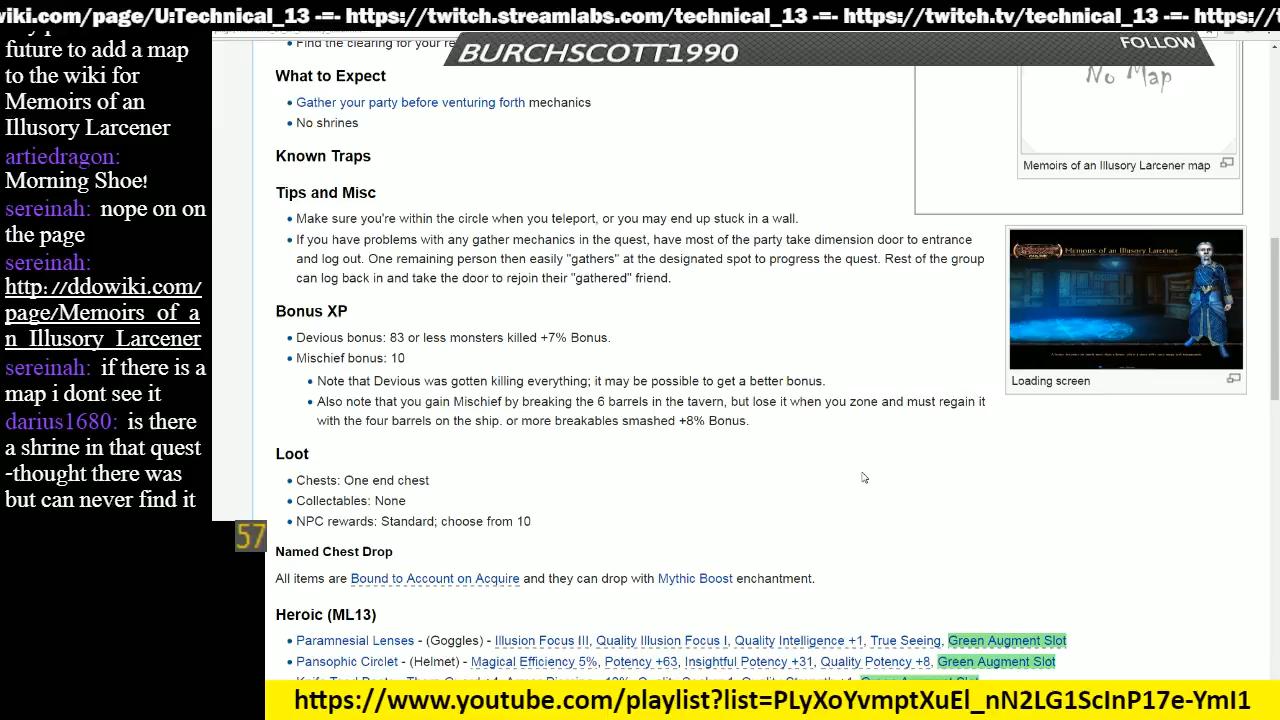 wiki.com/page/U:Technical_13 -=- https://twitch.streamlabs.com/technical_13 -=- https://twitch.tv/technical_13 -=- https://t
future to add a map
to the wiki for
Memoirs of an
Illusory Larcener
artiedragon:
Morning Shoe!
sereinah: nope on on
the page
sereinah:
http://ddowiki.com/
page/Memoirs_of_a
n_Illusory_Larcener
sereinah: if there is a
map i dont see it
darius1680: is there
a shrine in that quest
-thought there was
but can never find it
57
BURCHSCOTT1990
FOLLOW
Find the clearing for your re
What to Expect
Gather your party before venturing forth mechanics
No shrines
Known Traps
Tips and Misc
Make sure you're within the circle when you teleport, or you may end up stuck in a wall.
If you have problems with any gather mechanics in the quest, have most of the party take dimension door to entrance
and log out. One remaining person then easily "gathers" at the designated spot to progress the quest. Rest of the group
can log back in and take the door to rejoin their "gathered" friend.
Bonus XP
Devious bonus: 83 or less monsters killed +7% Bonus.
Mischief bonus: 10
Note that Devious was gotten killing everything; it may be possible to get a better bonus.
Also note that you gain Mischief by breaking the 6 barrels in the tavern, but lose it when you zone and must regain it
with the four barrels on the ship. or more breakables smashed +8% Bonus.
Loot
Chests: One end chest
Collectables: None
NPC rewards: Standard; choose from 10
Named Chest Drop
All items are Bound to Account on Acquire and they can drop with Mythic Boost enchantment.
Heroic (ML13)
Paramnesial Lenses - (Goggles) - Illusion Focus III, Quality Illusion Focus I, Quality Intelligence +1, True Seeing, Green Augment Slot
Pansophic Circlet - (Helmet) - Magical Efficiency 5%, Potency +63, Insightful Potency +31, Quality Potency +8, Green Augment Slot
No Map
Memoirs of an Illusory Larcener map
Memoirs of an Illusory Larcener
Loading screen
https://www.youtube.com/playlist?list=PLyXoYvmptXuEl_nN2LG1ScInP17e-YmI1